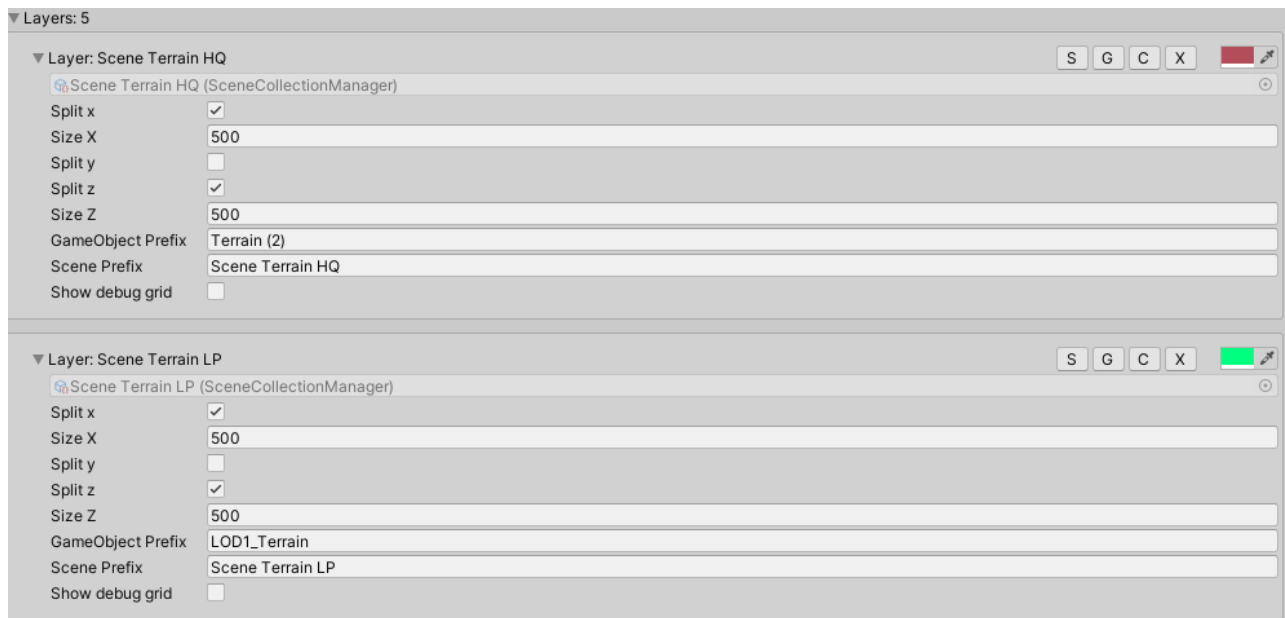 Layers: 5
Layer: Scene Terrain HQ S G C X
Scene Terrain HQ (SceneCollectionManager)
Split x
Size X 500
Split y
Split z
Size Z 500
GameObject Prefix Terrain (2)
Scene Prefix Scene Terrain HQ
Show debug grid
Layer: Scene Terrain LP S G C X
Scene Terrain LP (SceneCollectionManager)
Split x
Size X 500
Split y
Split z
Size Z 500
GameObject Prefix LOD1_Terrain
Scene Prefix Scene Terrain LP
Show debug grid